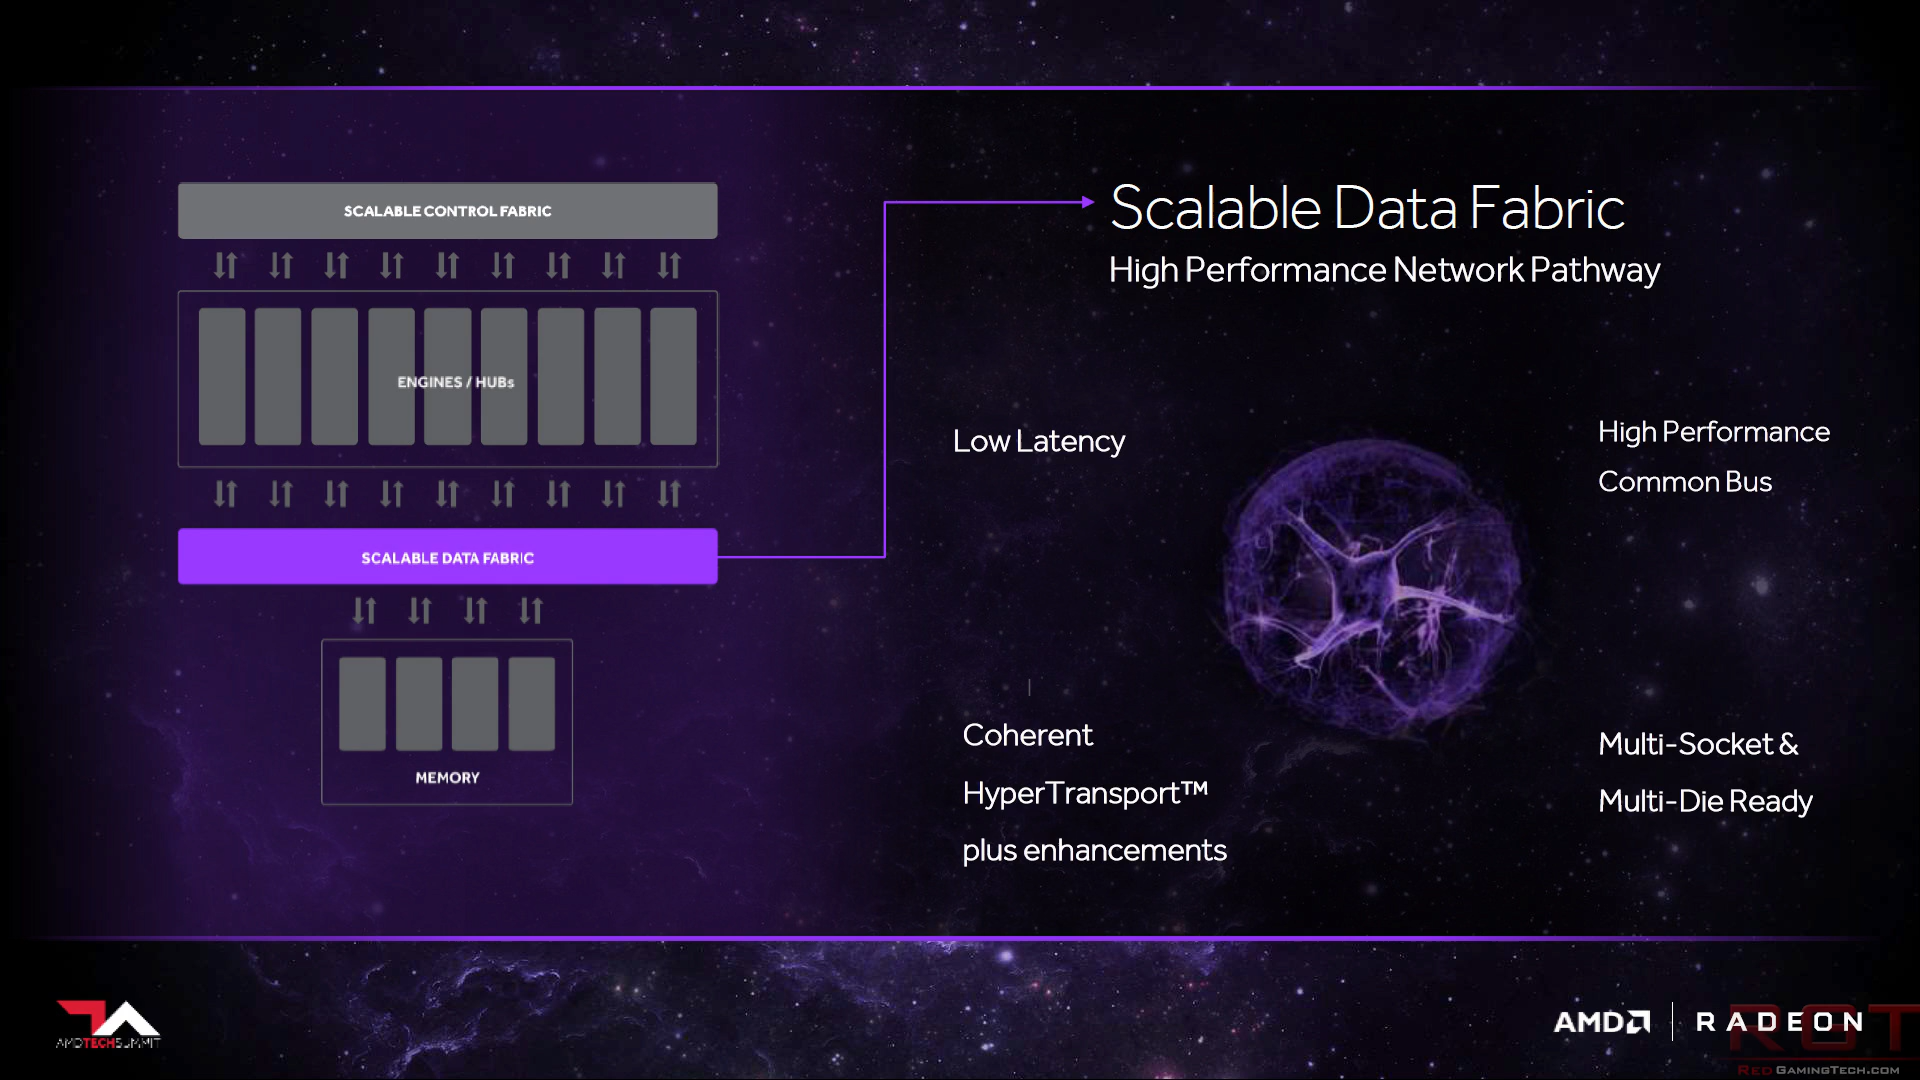 SCALABLE CONTROL FABRIC
ENGINES / HUBs
SCALABLE DATA FABRIC
MEMORY
Scalable Data Fabric
High Performance Network Pathway
Low Latency
High Performance
Common Bus
Coherent
HyperTransport™
plus enhancements
Multi-Socket &
Multi-Die Ready
AMDTECHSUMMIT
AMD
RADEON
RGT
RED GAMINGTECH.COM